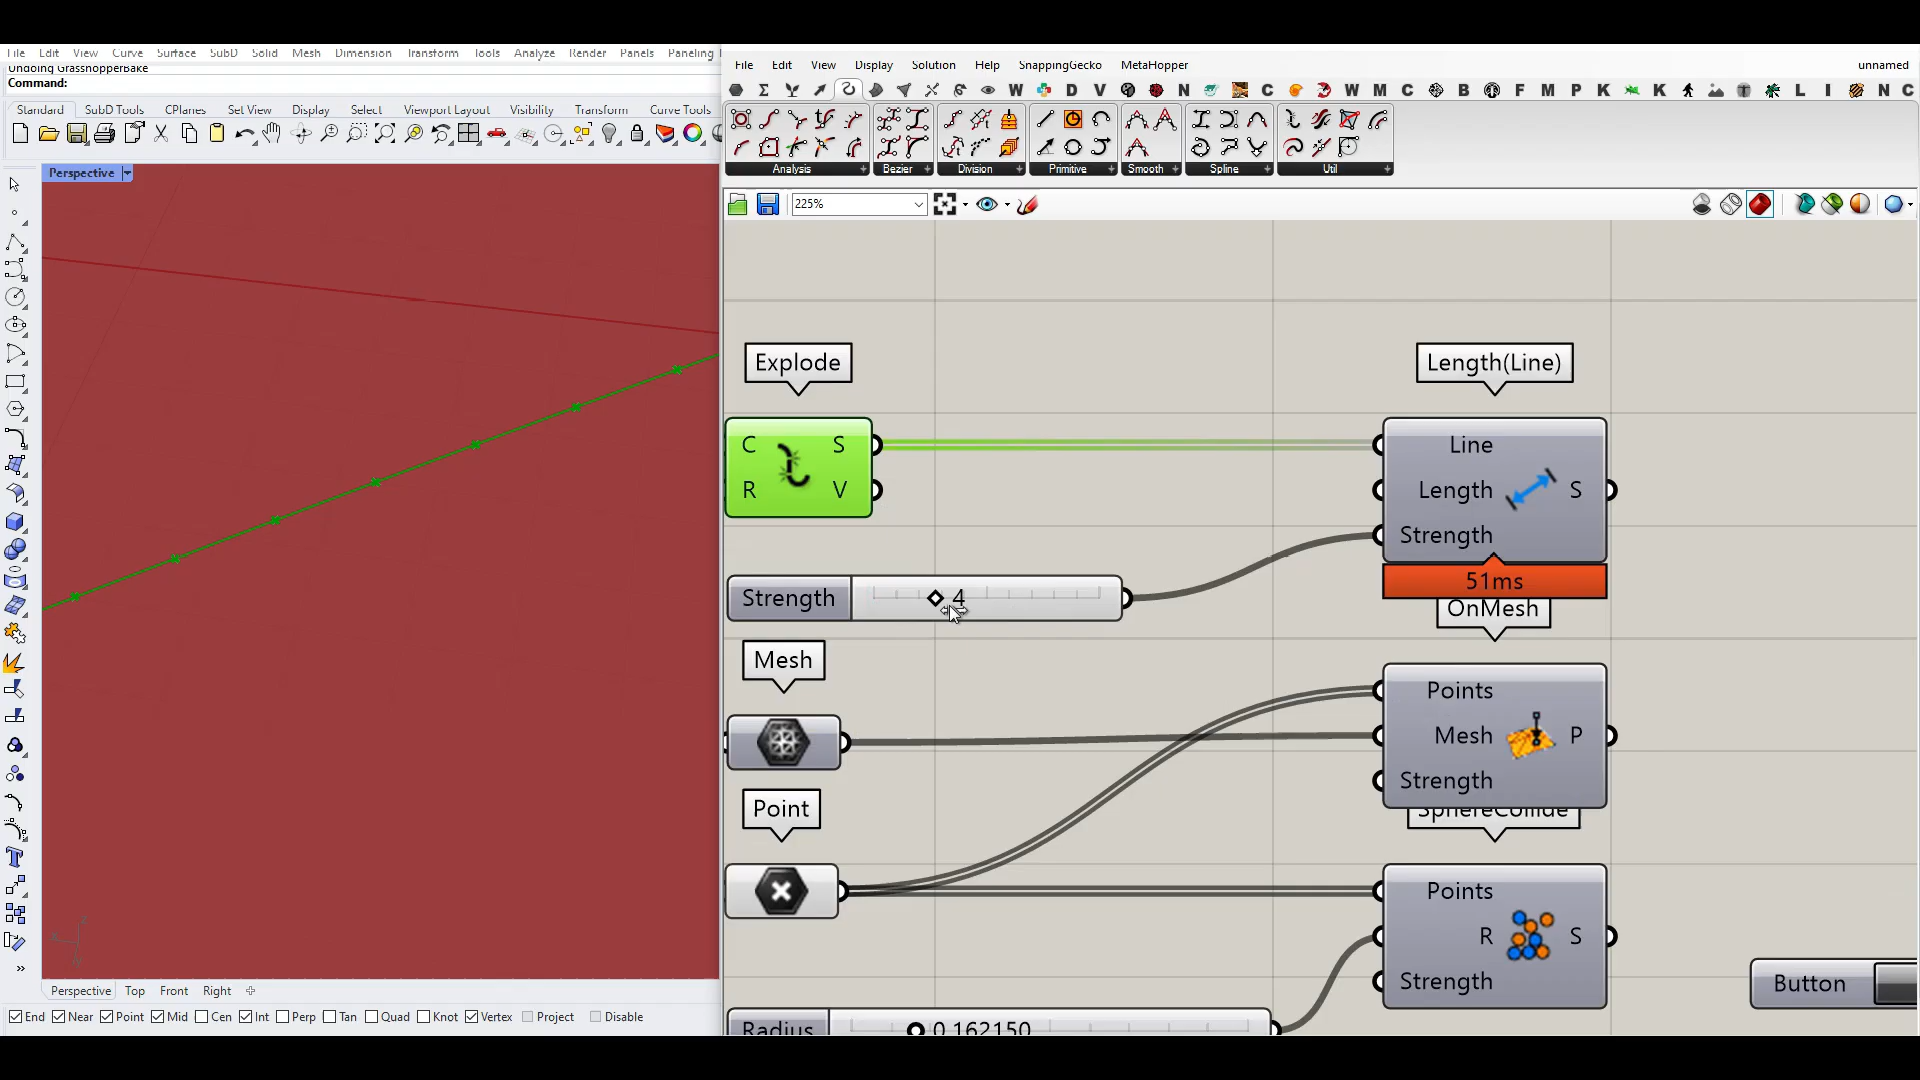 File Edit View Curve Surface SubD Solid Mesh Dimension Transform Tools Analyze Render Panels Paneling
Undoing GrasshopperBake
Command:
Standard SubD Tools CPlanes Set View Display Select Viewport Layout Visibility Transform Curve Tools
Perspective
File Edit View Display Solution Help SnappingGecko MetaHopper
unnamed
W D V N C W M C B F M P K K L I N C
Analysis Bezier Division Primitive Smooth Spline Util
225%
Explode
Length(Line)
C S
R V
Line
Length S
Strength
51ms
Strength 4
OnMesh
Mesh
Points
Mesh P
Strength
Point
SphereCollide
Points
R S
Strength
Button
Radius 0.162150
Perspective Top Front Right
End Near Point Mid Cen Int Perp Tan Quad Knot Vertex Project Disable